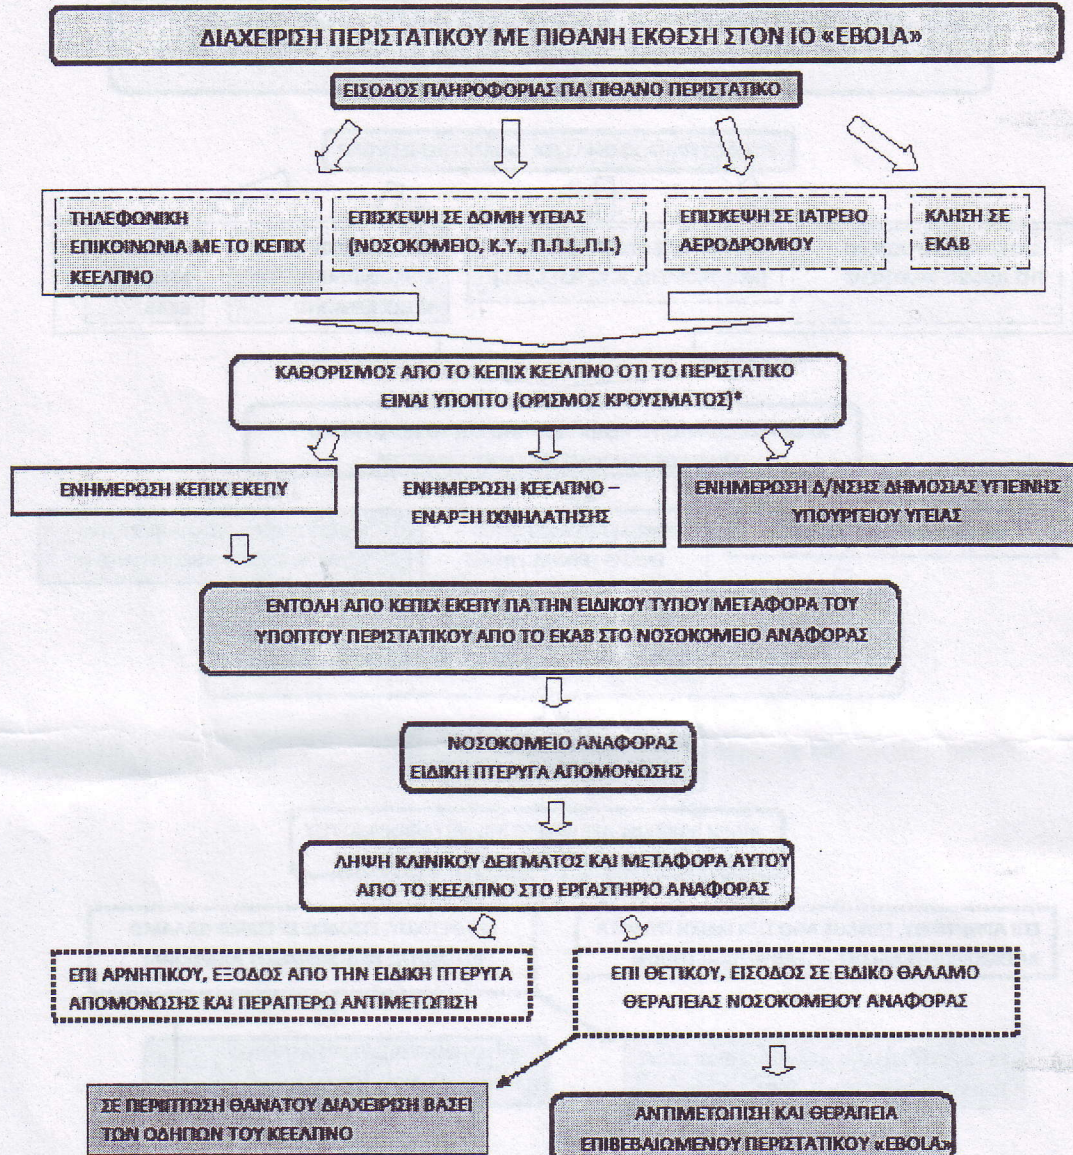 ΔΙΑΧΕΙΡΙΣΗ ΠΕΡΙΣΤΑΤΙΚΟΥ ΜΕ ΠΙΘΑΝΗ ΕΚΘΕΣΗ ΣΤΟΝ ΙΟ «EBOLA»
ΕΙΣΟΔΟΣ ΠΛΗΡΟΦΟΡΙΑΣ ΓΙΑ ΠΙΘΑΝΟ ΠΕΡΙΣΤΑΤΙΚΟ
ΤΗΛΕΦΩΝΙΚΗ
ΕΠΙΚΟΙΝΩΝΙΑ ΜΕ ΤΟ ΚΕΠΙΧ
ΚΕΕΛΠΝΟ
ΕΠΙΣΚΕΨΗ ΣΕ ΔΟΜΗ ΥΓΕΙΑΣ
(ΝΟΣΟΚΟΜΕΙΟ, Κ.Υ., Π.Π.Ι.,Π.Ι.)
ΕΠΙΣΚΕΨΗ ΣΕ ΙΑΤΡΕΙΟ
ΑΕΡΟΔΡΟΜΙΟΥ
ΚΛΗΣΗ ΣΕ
ΕΚΑΒ
ΚΑΘΟΡΙΣΜΟΣ ΑΠΟ ΤΟ ΚΕΠΙΧ ΚΕΕΛΠΝΟ ΟΤΙ ΤΟ ΠΕΡΙΣΤΑΤΙΚΟ
ΕΙΝΑΙ ΥΠΟΠΤΟ (ΟΡΙΣΜΟΣ ΚΡΟΥΣΜΑΤΟΣ)*
ΕΝΗΜΕΡΩΣΗ ΚΕΠΙΧ ΕΚΕΠΥ
ΕΝΗΜΕΡΩΣΗ ΚΕΕΛΠΝΟ –
ΕΝΑΡΞΗ ΙΧΝΗΛΑΤΗΣΗΣ
ΕΝΗΜΕΡΩΣΗ Δ/ΝΣΗΣ ΔΗΜΟΣΙΑΣ ΥΓΙΕΙΝΗΣ
ΥΠΟΥΡΓΕΙΟΥ ΥΓΕΙΑΣ
ΕΝΤΟΛΗ ΑΠΟ ΚΕΠΙΧ ΕΚΕΠΥ ΓΙΑ ΤΗΝ ΕΙΔΙΚΟΥ ΤΥΠΟΥ ΜΕΤΑΦΟΡΑ ΤΟΥ
ΥΠΟΠΤΟΥ ΠΕΡΙΣΤΑΤΙΚΟΥ ΑΠΟ ΤΟ ΕΚΑΒ ΣΤΟ ΝΟΣΟΚΟΜΕΙΟ ΑΝΑΦΟΡΑΣ
ΝΟΣΟΚΟΜΕΙΟ ΑΝΑΦΟΡΑΣ
ΕΙΔΙΚΗ ΠΤΕΡΥΓΑ ΑΠΟΜΟΝΩΣΗΣ
ΛΗΨΗ ΚΛΙΝΙΚΟΥ ΔΕΙΓΜΑΤΟΣ ΚΑΙ ΜΕΤΑΦΟΡΑ ΑΥΤΟΥ
ΑΠΟ ΤΟ ΚΕΕΛΠΝΟ ΣΤΟ ΕΡΓΑΣΤΗΡΙΟ ΑΝΑΦΟΡΑΣ
ΕΠΙ ΑΡΝΗΤΙΚΟΥ, ΕΞΟΔΟΣ ΑΠΟ ΤΗΝ ΕΙΔΙΚΗ ΠΤΕΡΥΓΑ
ΑΠΟΜΟΝΩΣΗΣ ΚΑΙ ΠΕΡΑΙΤΕΡΩ ΑΝΤΙΜΕΤΩΠΙΣΗ
ΕΠΙ ΘΕΤΙΚΟΥ, ΕΙΣΟΔΟΣ ΣΕ ΕΙΔΙΚΟ ΘΑΛΑΜΟ
ΘΕΡΑΠΕΙΑΣ ΝΟΣΟΚΟΜΕΙΟΥ ΑΝΑΦΟΡΑΣ
ΣΕ ΠΕΡΙΠΤΩΣΗ ΘΑΝΑΤΟΥ ΔΙΑΧΕΙΡΙΣΗ ΒΑΣΕΙ
ΤΩΝ ΟΔΗΓΙΩΝ ΤΟΥ ΚΕΕΛΠΝΟ
ΑΝΤΙΜΕΤΩΠΙΣΗ ΚΑΙ ΘΕΡΑΠΕΙΑ
ΕΠΙΒΕΒΑΙΩΜΕΝΟΥ ΠΕΡΙΣΤΑΤΙΚΟΥ «EBOLA»